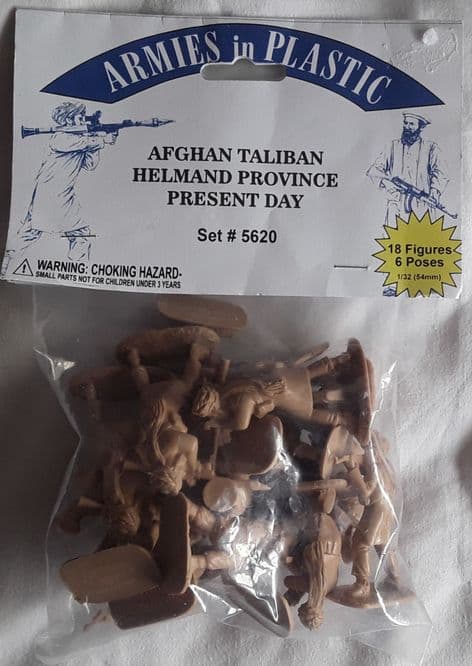 ARMIES in PLASTIC
AFGHAN TALIBAN
HELMAND PROVINCE
PRESENT DAY
Set # 5620
18 Figures
6 Poses
1/32 (54mm)
WARNING: CHOKING HAZARD-
SMALL PARTS NOT FOR CHILDREN UNDER 3 YEARS